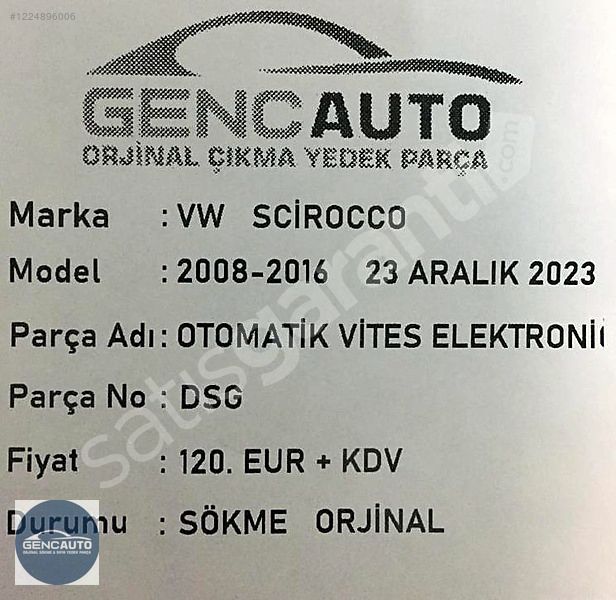 #1224896006
GENCAUTO
ORJİNAL ÇIKMA YEDEK PARÇA
Marka : VW SCİROCCO
Model : 2008-2016 23 ARALIK 2023
Parça Adı : OTOMATİK VİTES ELEKTRONİ
Parça No : DSG
Fiyat : 120. EUR + KDV
Durumu : SÖKME ORJİNAL
satisgaranti.com
GENCAUTO